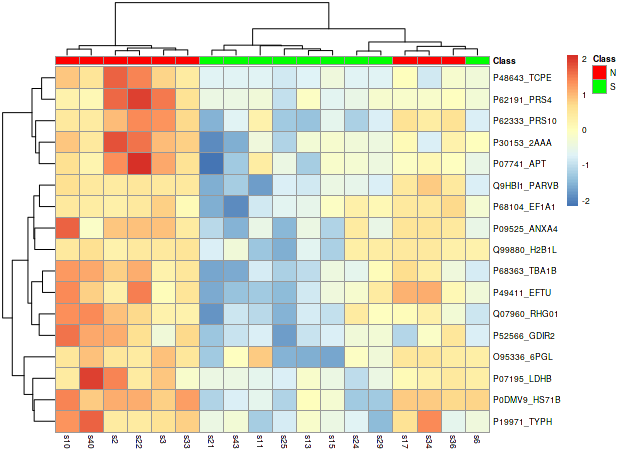 Class
P48643_TCPE
P62191_PRS4
P62333_PRS10
P30153_2AAA
P07741_APT
Q9HBI1_PARVB
P68104_EF1A1
P09525_ANXA4
Q99880_H2B1L
P68363_TBA1B
P49411_EFTU
Q07960_RHG01
P52566_GDIR2
O95336_6PGL
P07195_LDHB
P0DMV9_HS71B
P19971_TYPH
s10 s40 s2 s22 s3 s33 s21 s43 s11 s25 s13 s15 s24 s29 s17 s34 s36 s6
2
1
0
-1
-2
Class
N
S